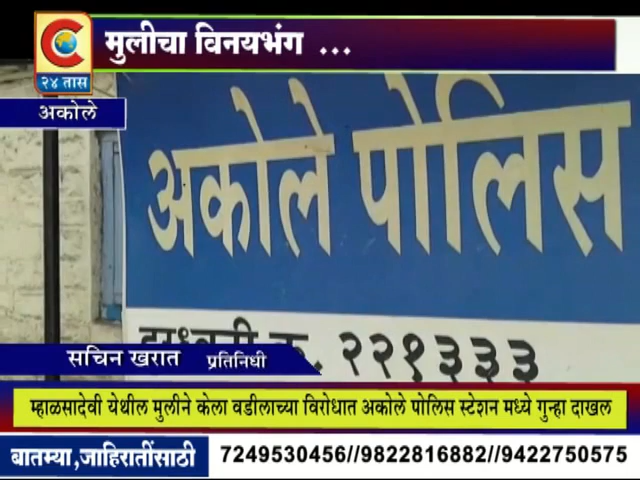 C
२४ तास
मुलीचा विनयभंग ...
अकोले
अकोले पोलिस
क्र. २२१३३३
सचिन खरात प्रतिनिधी
म्हाळसादेवी येथील मुलीने केला वडीलाच्या विरोधात अकोले पोलिस स्टेशन मध्ये गुन्हा दाखल
बातम्या,जाहिरातींसाठी 7249530456//9822816882//9422750575